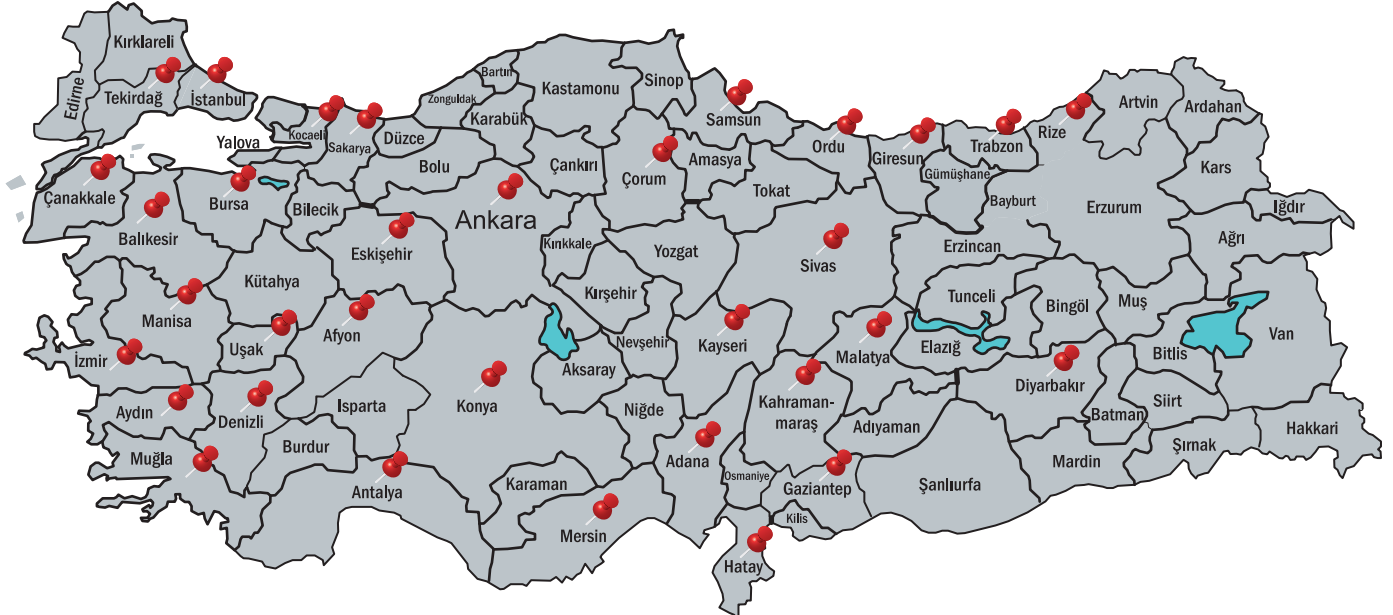 Kırklareli
Edirne
Tekirdağ
İstanbul
Yalova
Kocaeli
Sakarya
Düzce
Zonguldak
Bartın
Karabük
Kastamonu
Sinop
Samsun
Ordu
Giresun
Trabzon
Rize
Artvin
Ardahan
Bolu
Çankırı
Çorum
Amasya
Tokat
Gümüşhane
Bayburt
Erzurum
Kars
Iğdır
Ağrı
Çanakkale
Balıkesir
Bursa
Bilecik
Eskişehir
Ankara
Kırıkkale
Yozgat
Sivas
Erzincan
Kütahya
Kırşehir
Tunceli
Bingöl
Muş
Van
Manisa
Uşak
Afyon
Nevşehir
Kayseri
Malatya
Elazığ
Bitlis
İzmir
Aksaray
Diyarbakır
Aydın
Denizli
Isparta
Konya
Niğde
Kahraman-
maraş
Adıyaman
Batman
Siirt
Hakkari
Muğla
Burdur
Adana
Mardin
Şırnak
Antalya
Karaman
Osmaniye
Gaziantep
Şanlıurfa
Mersin
Kilis
Hatay